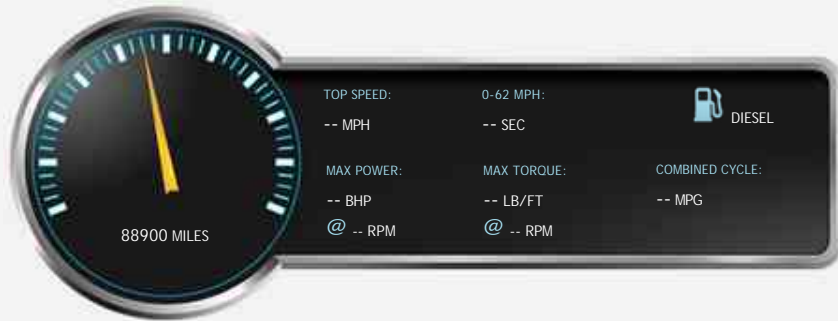 TOP SPEED: 0-62 MPH:
-- MPH -- SEC DIESEL
MAX POWER: MAX TORQUE: COMBINED CYCLE:
-- BHP -- LB/FT -- MPG
@ -- RPM @ -- RPM
88900 MILES